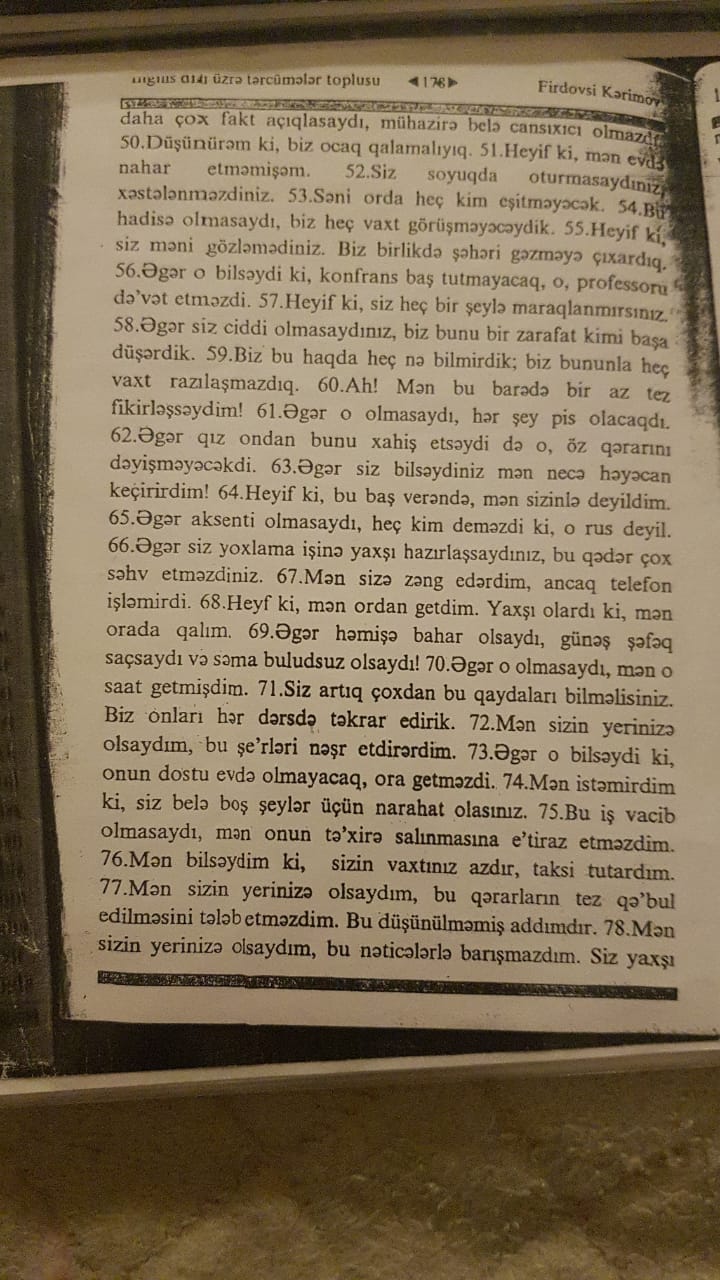 üzrə tərcümələr toplusu ◄178► Firdovsi Kərimov
daha çox fakt açıqlasaydı, mühazirə belə cansıxıcı olmazdı.
50.Düşünürəm ki, biz ocaq qalamalıyıq. 51.Heyif ki, mən evdə
nahar etməmişəm. 52.Siz soyuqda oturmasaydınız,
xəstələnməzdiniz. 53.Səni orda heç kim eşitməyəcək. 54.Bu
hadisə olmasaydı, biz heç vaxt görüşməyəcəydik. 55.Heyif ki,
siz məni gözləmədiniz. Biz birlikdə şəhəri gəzməyə çıxardıq.
56.Əgər o bilsəydi ki, konfrans baş tutmayacaq, o, professoru
də’vət etməzdi. 57.Heyif ki, siz heç bir şeylə maraqlanmırsınız.
58.Əgər siz ciddi olmasaydınız, biz bunu bir zarafat kimi başa
düşərdik. 59.Biz bu haqda heç nə bilmirdik; biz bununla heç
vaxt razılaşmazdıq. 60.Ah! Mən bu barədə bir az tez
fikirləşsəydim! 61.Əgər o olmasaydı, hər şey pis olacaqdı.
62.Əgər qız ondan bunu xahiş etsəydi də o, öz qərarını
dəyişməyəcəkdi. 63.Əgər siz bilsəydiniz mən necə həyəcan
keçirirdim! 64.Heyif ki, bu baş verəndə, mən sizinlə deyildim.
65.Əgər aksenti olmasaydı, heç kim deməzdi ki, o rus deyil.
66.Əgər siz yoxlama işinə yaxşı hazırlaşsaydınız, bu qədər çox
səhv etməzdiniz. 67.Mən sizə zəng edərdim, ancaq telefon
işləmirdi. 68.Heyf ki, mən ordan getdim. Yaxşı olardı ki, mən
orada qalım. 69.Əgər həmişə bahar olsaydı, günəş şəfəq
saçsaydı və səma buludsuz olsaydı! 70.Əgər o olmasaydı, mən o
saat getmişdim. 71.Siz artıq çoxdan bu qaydaları bilməlisiniz.
Biz onları hər dərsdə təkrar edirik. 72.Mən sizin yerinizə
olsaydım, bu şe’rləri nəşr etdirərdim. 73.Əgər o bilsəydi ki,
onun dostu evdə olmayacaq, ora getməzdi. 74.Mən istəmirdim
ki, siz belə boş şeylər üçün narahat olasınız. 75.Bu iş vacib
olmasaydı, mən onun tə’xirə salınmasına e’tiraz etməzdim.
76.Mən bilsəydim ki, sizin vaxtınız azdır, taksi tutardım.
77.Mən sizin yerinizə olsaydım, bu qərarların tez qə’bul
edilməsini tələb etməzdim. Bu düşünülməmiş addımdır. 78.Mən
sizin yerinizə olsaydım, bu nəticələrlə barışmazdım. Siz yaxşı